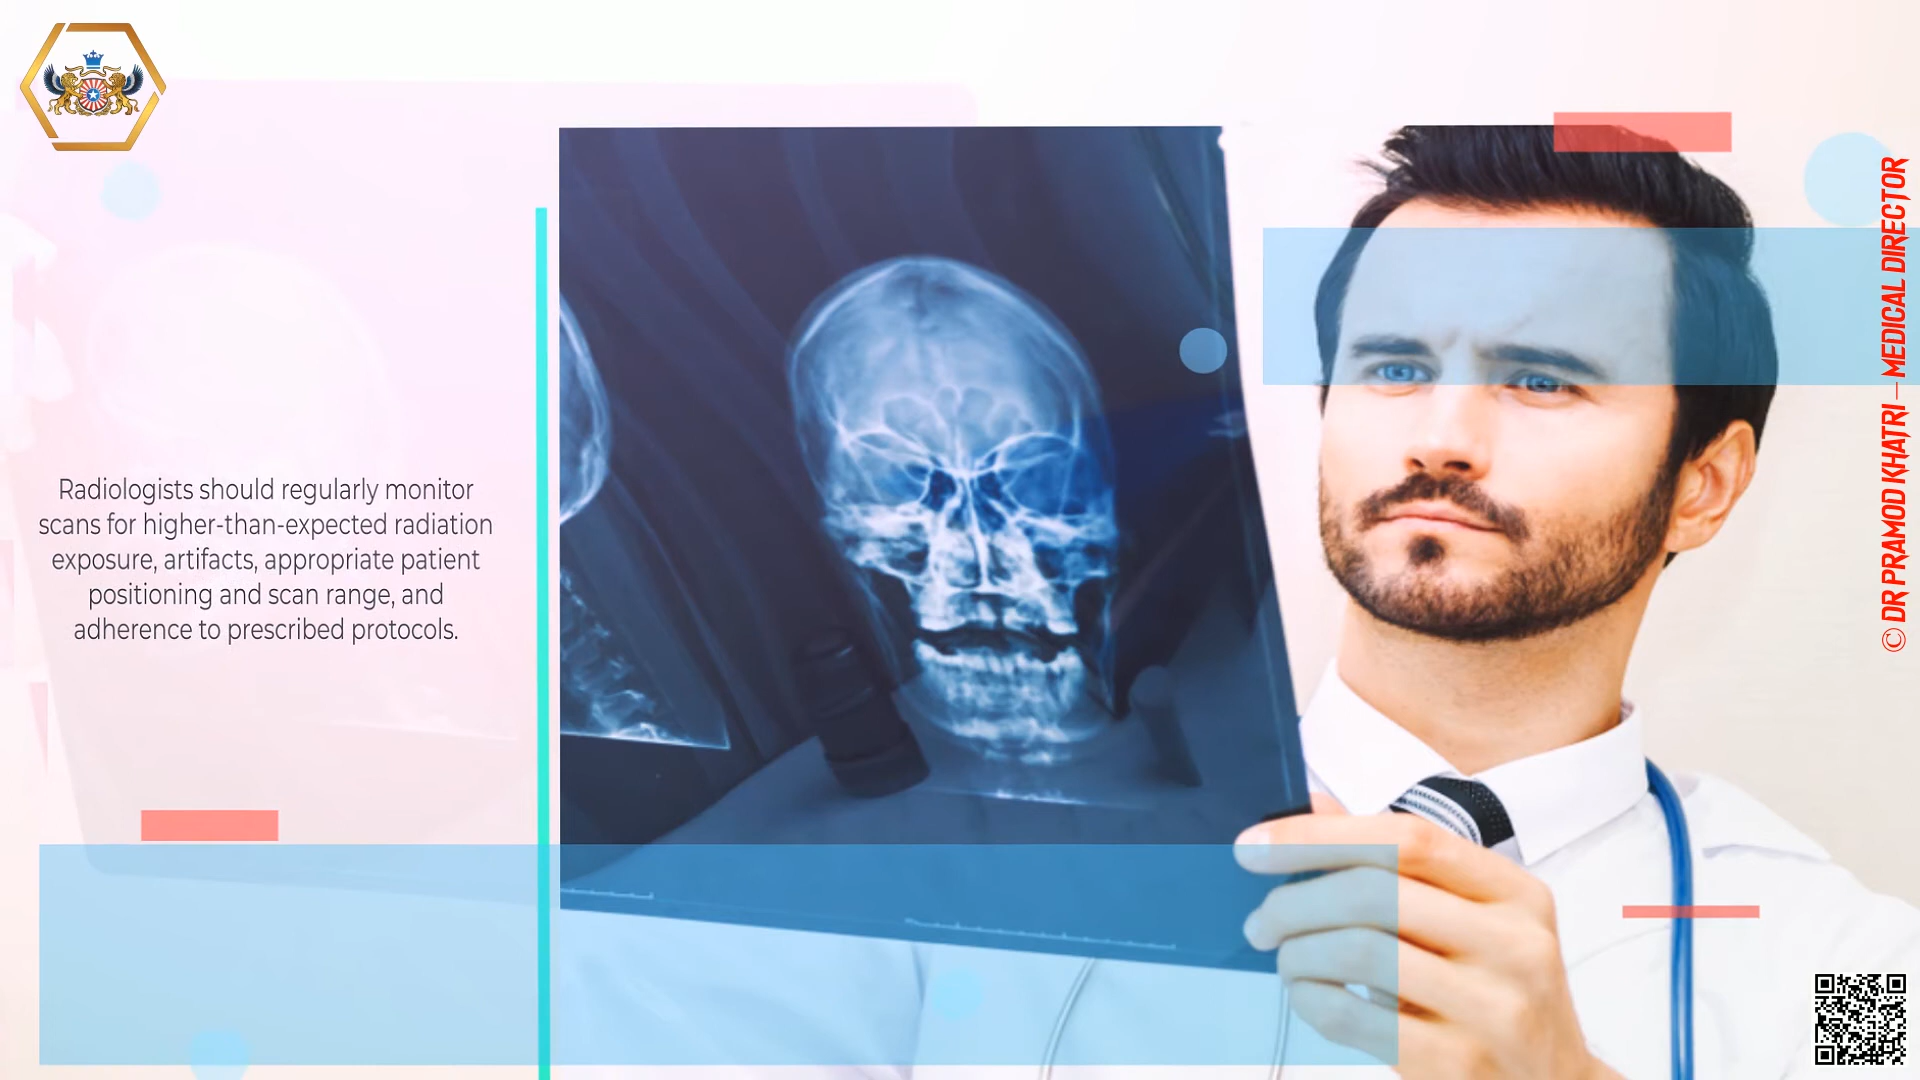 Radiologists should regularly monitor
scans for higher-than-expected radiation
exposure, artifacts, appropriate patient
positioning and scan range, and
adherence to prescribed protocols.
© DR PRAMOD KHATRI – MEDICAL DIRECTOR